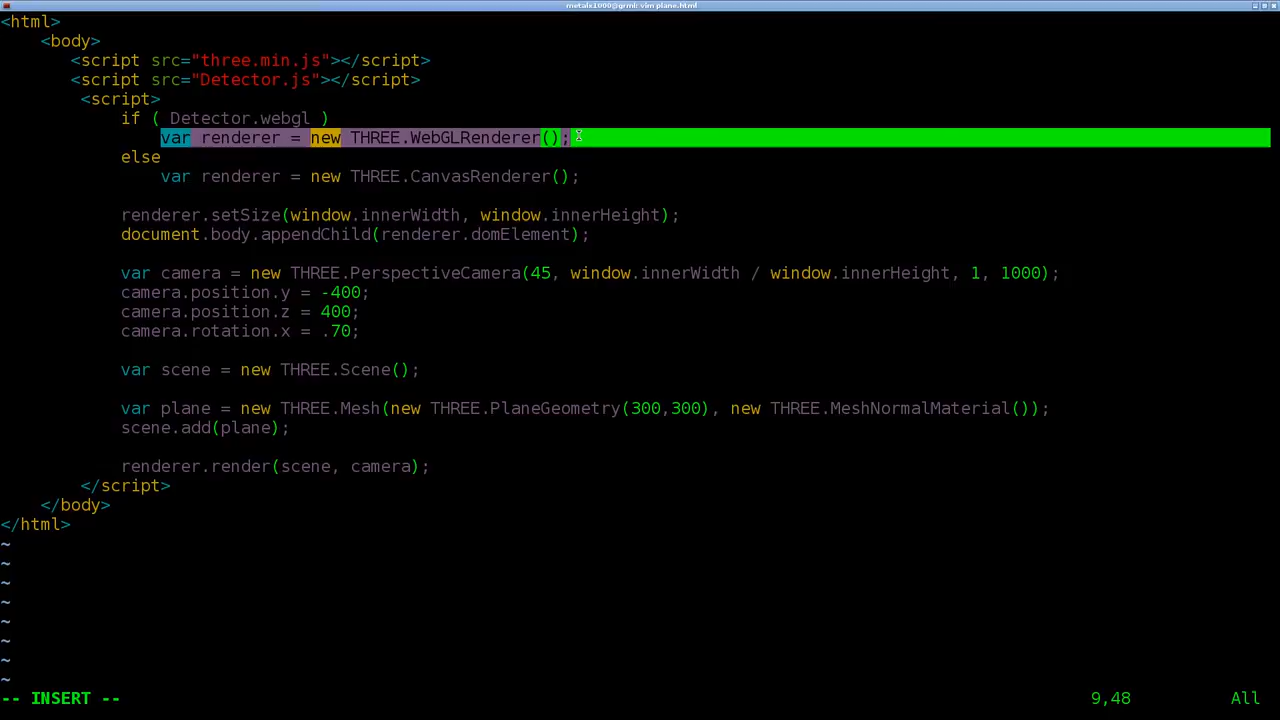 metalx1000@grml: vim plane.html
<html>
    <body>
       <script src="three.min.js"></script>
       <script src="Detector.js"></script>
        <script>
            if ( Detector.webgl )
                var renderer = new THREE.WebGLRenderer();
            else
                var renderer = new THREE.CanvasRenderer();
            renderer.setSize(window.innerWidth, window.innerHeight);
            document.body.appendChild(renderer.domElement);
            var camera = new THREE.PerspectiveCamera(45, window.innerWidth / window.innerHeight, 1, 1000);
            camera.position.y = -400;
            camera.position.z = 400;
            camera.rotation.x = .70;
            var scene = new THREE.Scene();
            var plane = new THREE.Mesh(new THREE.PlaneGeometry(300,300), new THREE.MeshNormalMaterial());
            scene.add(plane);
            renderer.render(scene, camera);
        </script>
    </body>
</html>
~
~
~
~
~
~
~
~
-- INSERT -- 9,48 All